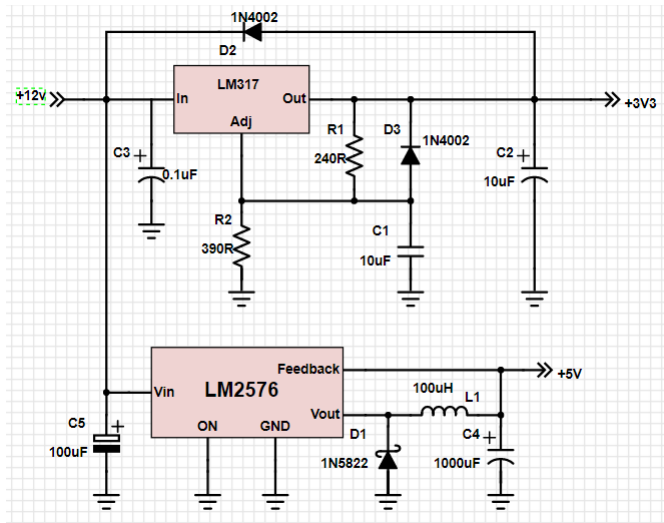 1N4002
D2
+12v
LM317
In
Out
Adj
+3V3
R1
240R
D3
1N4002
C3
+
0.1uF
C2
+
10uF
R2
390R
C1
10uF
Feedback
+5V
LM2576
Vin
100uH
L1
Vout
ON
GND
C5
+
100uF
D1
1N5822
C4
+
1000uF